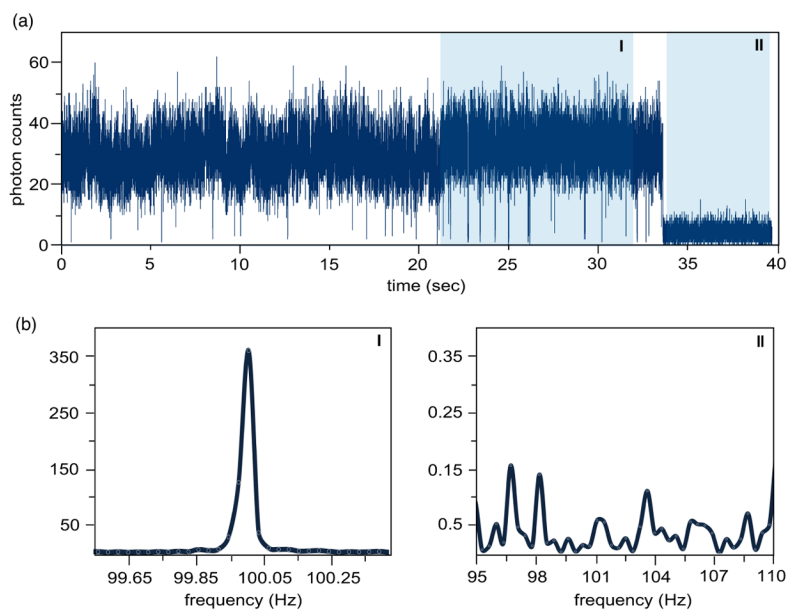 (a)
I
II
60
40
20
0
photon counts
0 5 10 15 20 25 30 35 40
time (sec)
(b)
I
350
250
150
50
99.65 99.85 100.05 100.25
frequency (Hz)
II
0.35
0.25
0.15
0.5
95 98 101 104 107 110
frequency (Hz)